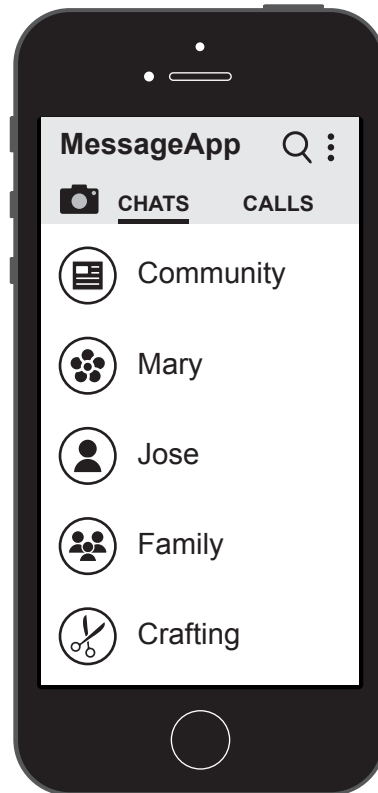 MessageApp
CHATS CALLS
Community
Mary
Jose
Family
Crafting